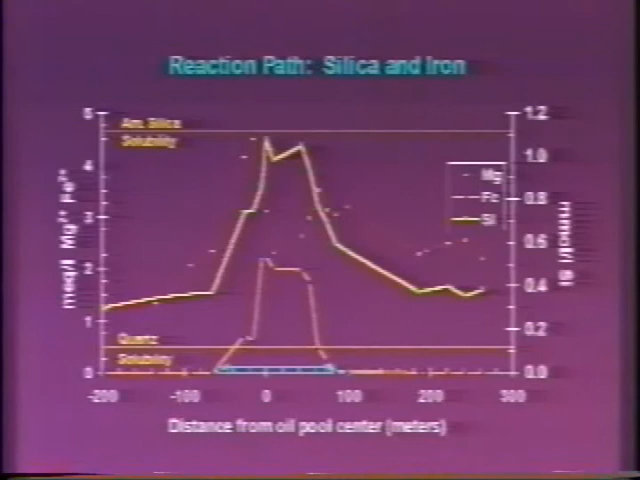 Reaction Path: Silica and Iron
Am. Silica
Solubility
Quartz
Solubility
5
4
3
2
1
0
meq/l Mg²⁺ Fe²⁺
1.2
1.0
0.8
0.6
0.4
0.2
0.0
mmol/l Si
Mg
Fe
Si
-200 -100 0 100 200 300
Distance from oil pool center (meters)